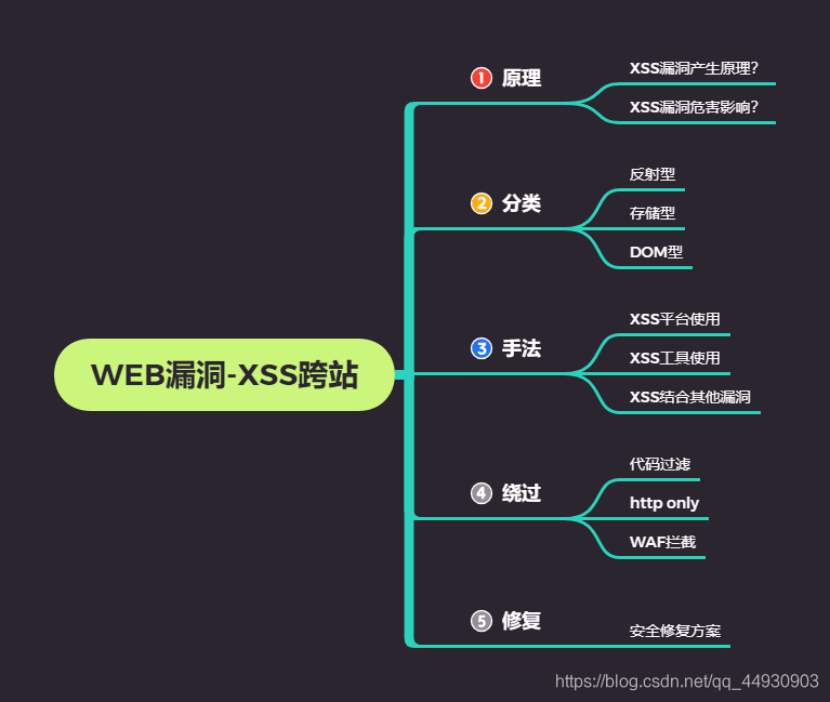 WEB漏洞-XSS跨站
1 原理
XSS漏洞产生原理？
XSS漏洞危害影响？
2 分类
反射型
存储型
DOM型
3 手法
XSS平台使用
XSS工具使用
XSS结合其他漏洞
4 绕过
代码过滤
http only
WAF拦截
5 修复
安全修复方案
https://blog.csdn.net/qq_44930903